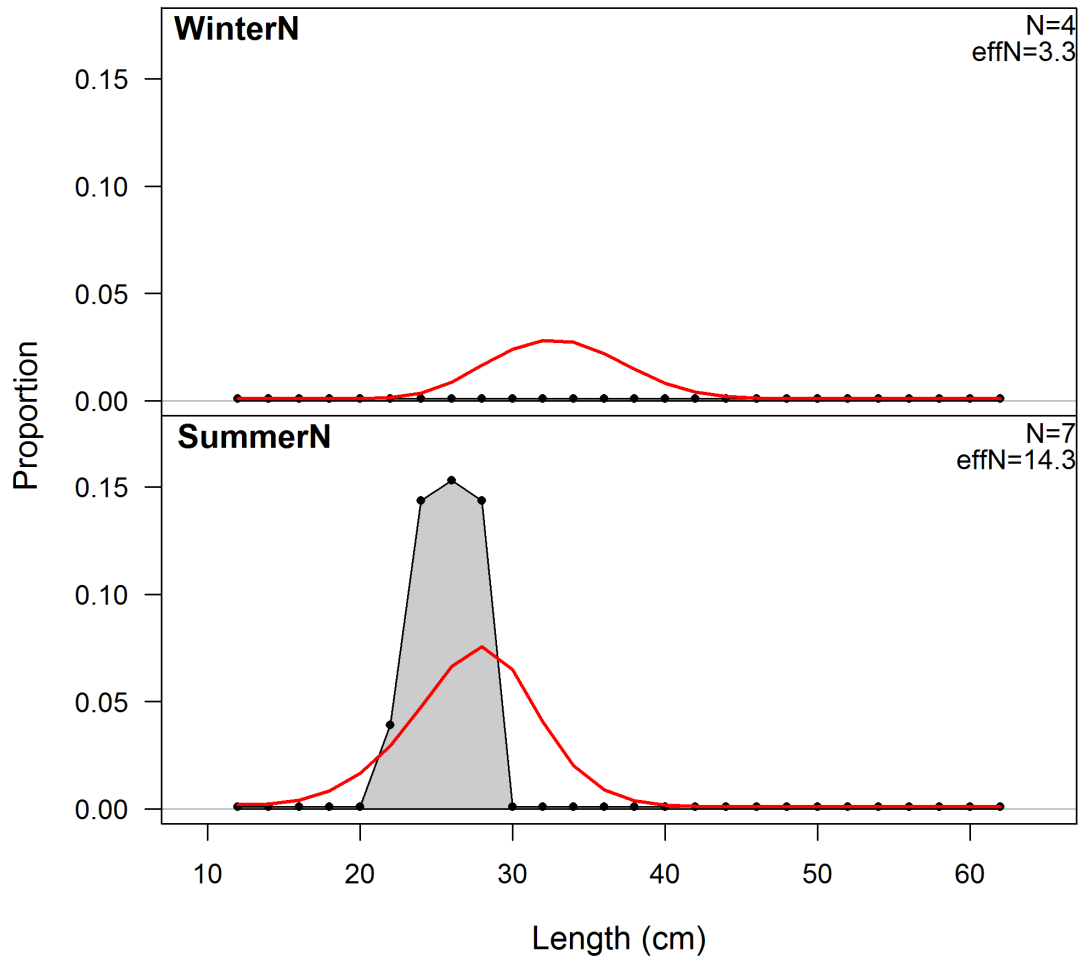 WinterN
N=4
effN=3.3
0.15
0.10
0.05
0.00
SummerN
N=7
effN=14.3
0.15
0.10
0.05
0.00
Proportion
10 20 30 40 50 60
Length (cm)